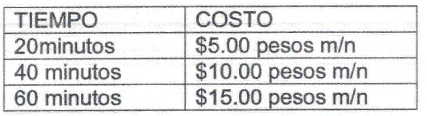 TIEMPO COSTO
20minutos $5.00 pesos m/n
40 minutos $10.00 pesos m/n
60 minutos $15.00 pesos m/n